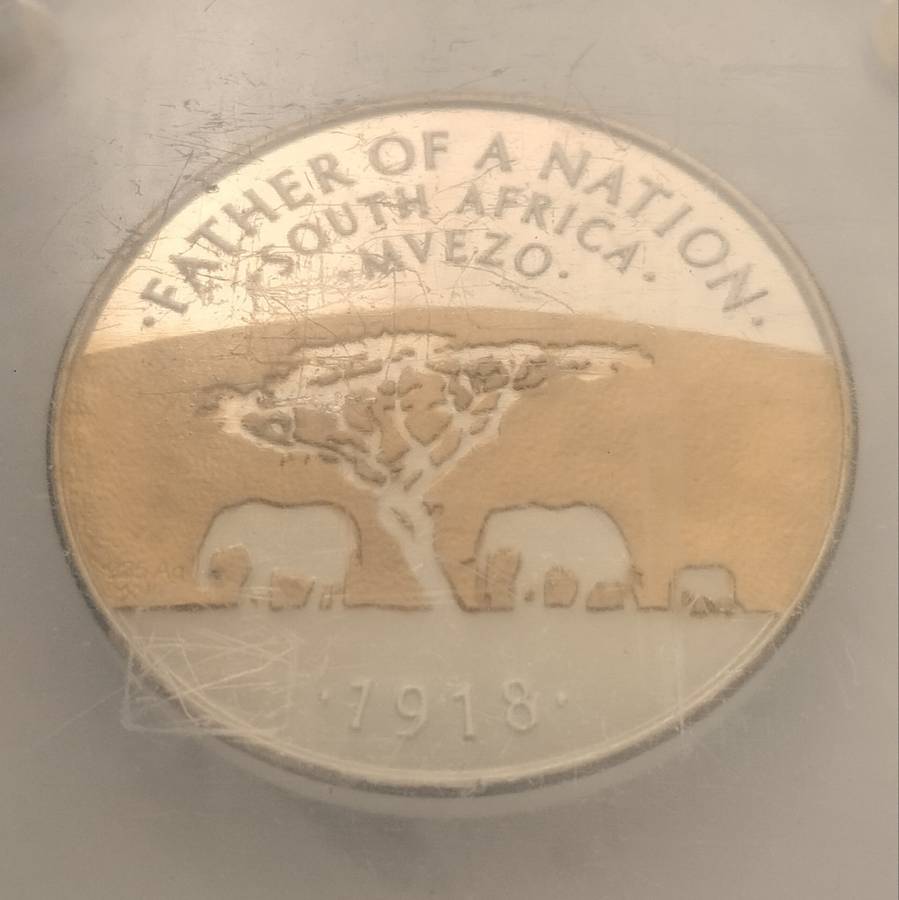 ·FATHER OF A NATION·
·SOUTH AFRICA·
·MVEZO·
·1918·